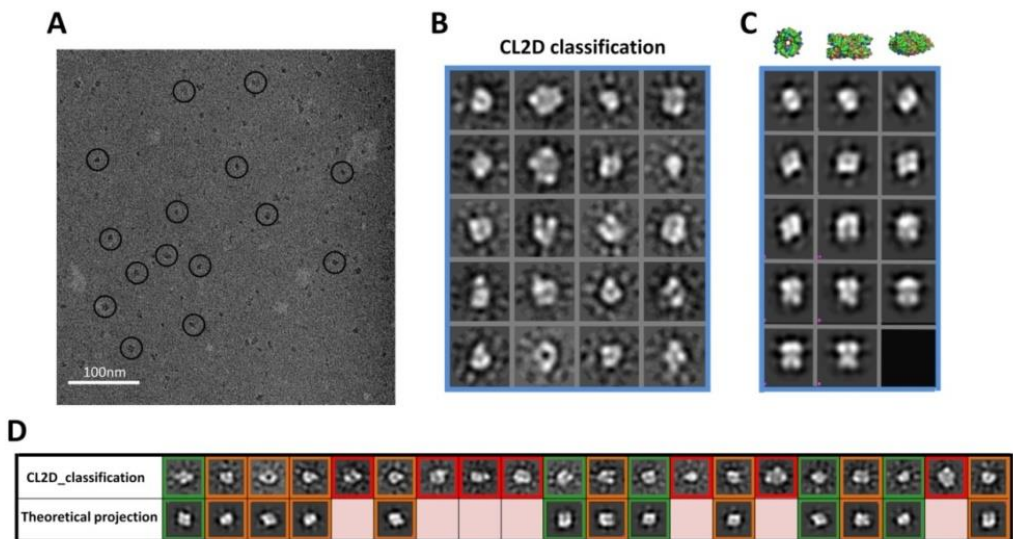 A
B
C
CL2D classification
100nm
D
CL2D_classification
Theoretical projection